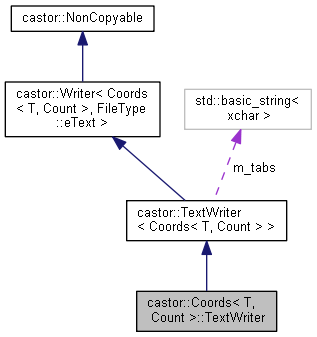 castor::NonCopyable
castor::Writer< Coords
< T, Count >, FileType
::eText >
std::basic_string<
xchar >
m_tabs
castor::TextWriter
< Coords< T, Count > >
castor::Coords< T,
Count >::TextWriter